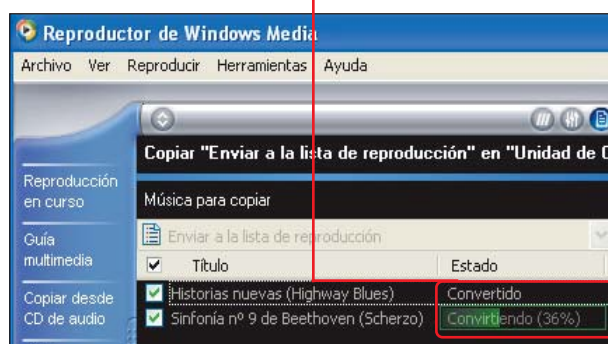 Reproductor de Windows Media
Archivo Ver Reproducir Herramientas Ayuda
Copiar "Enviar a la lista de reproducción" en "Unidad de
Reproducción
en curso
Música para copiar
Guía
multimedia
Enviar a la lista de reproducción
Título Estado
Copiar desde
CD de audio
Historias nuevas (Highway Blues) Convertido
Sinfonía nº 9 de Beethoven (Scherzo) Convirtiendo (36%)